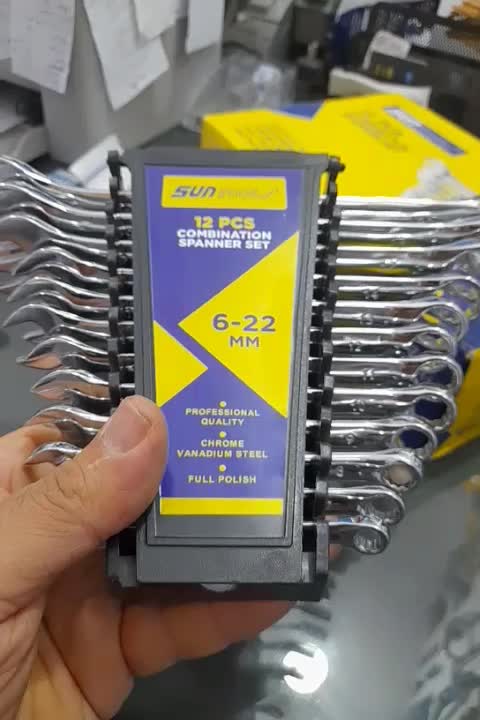 SUN
12 PCS
COMBINATION
SPANNER SET
6-22
MM
PROFESSIONAL
QUALITY
CHROME
VANADIUM STEEL
FULL POLISH